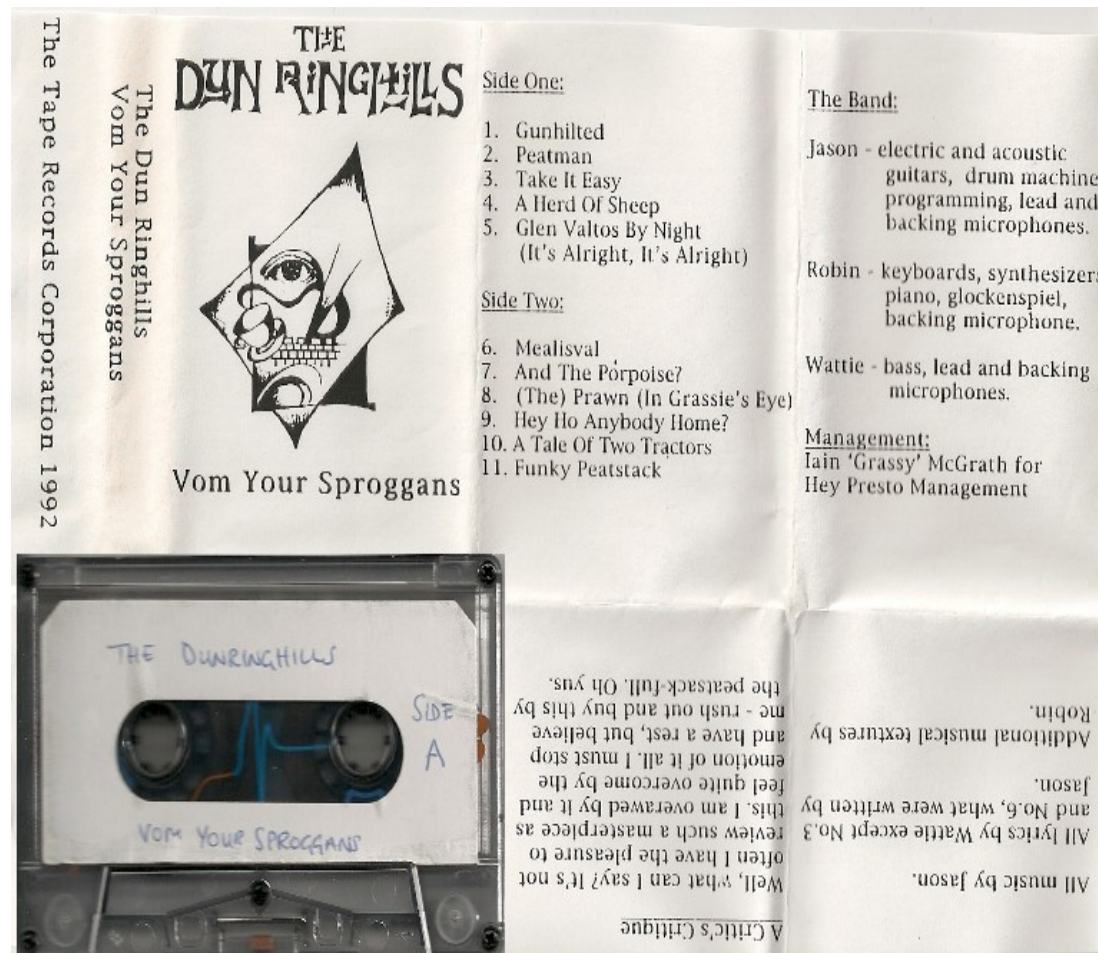 The Tape Records Corporation 1992
The Dun Ringhills
Vom Your Sproggans
THE
DUN RINGHILLS
Vom Your Sproggans
Side One:
1. Gunhilted
2. Peatman
3. Take It Easy
4. A Herd Of Sheep
5. Glen Valtos By Night
(It's Alright, It's Alright)
Side Two:
6. Mealisval
7. And The Porpoise?
8. (The) Prawn (In Grassie's Eye)
9. Hey Ho Anybody Home?
10. A Tale Of Two Tractors
11. Funky Peatstack
The Band:
Jason - electric and acoustic
guitars, drum machine
programming, lead and
backing microphones.
Robin - keyboards, synthesizers
piano, glockenspiel,
backing microphone.
Wattie - bass, lead and backing
microphones.
Management:
Iain 'Grassy' McGrath for
Hey Presto Management
THE DUNRINGHILLS
SIDE
A
VOM YOUR SPROGGANS
A Critic's Critique
Well, what can I say? It's not
often I have the pleasure to
review such a masterpiece as
this. I am overawed by it and
feel quite overcome by the
emotion of it all. I must stop
and have a rest, but believe
me - rush out and buy this by
the peatsack-full. Oh yus.
All music by Jason.
All lyrics by Wattie except No.3
and No.6, what were written by
Jason.
Additional musical textures by
Robin.